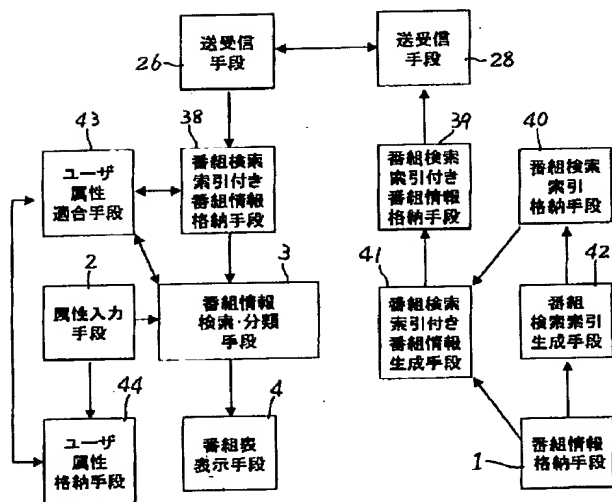 送受信
手段
26
送受信
手段
28
43
ユーザ
属性
適合手段
38
番組検索
索引付き
番組情報
格納手段
39
番組検索
索引付き
番組情報
格納手段
40
番組検索
索引
格納手段
2
属性入力
手段
3
番組情報
検索・分類
手段
41
番組検索
索引付き
番組情報
生成手段
42
番組
検索索引
生成手段
44
ユーザ
属性
格納手段
4
番組表
表示手段
1
番組情報
格納手段